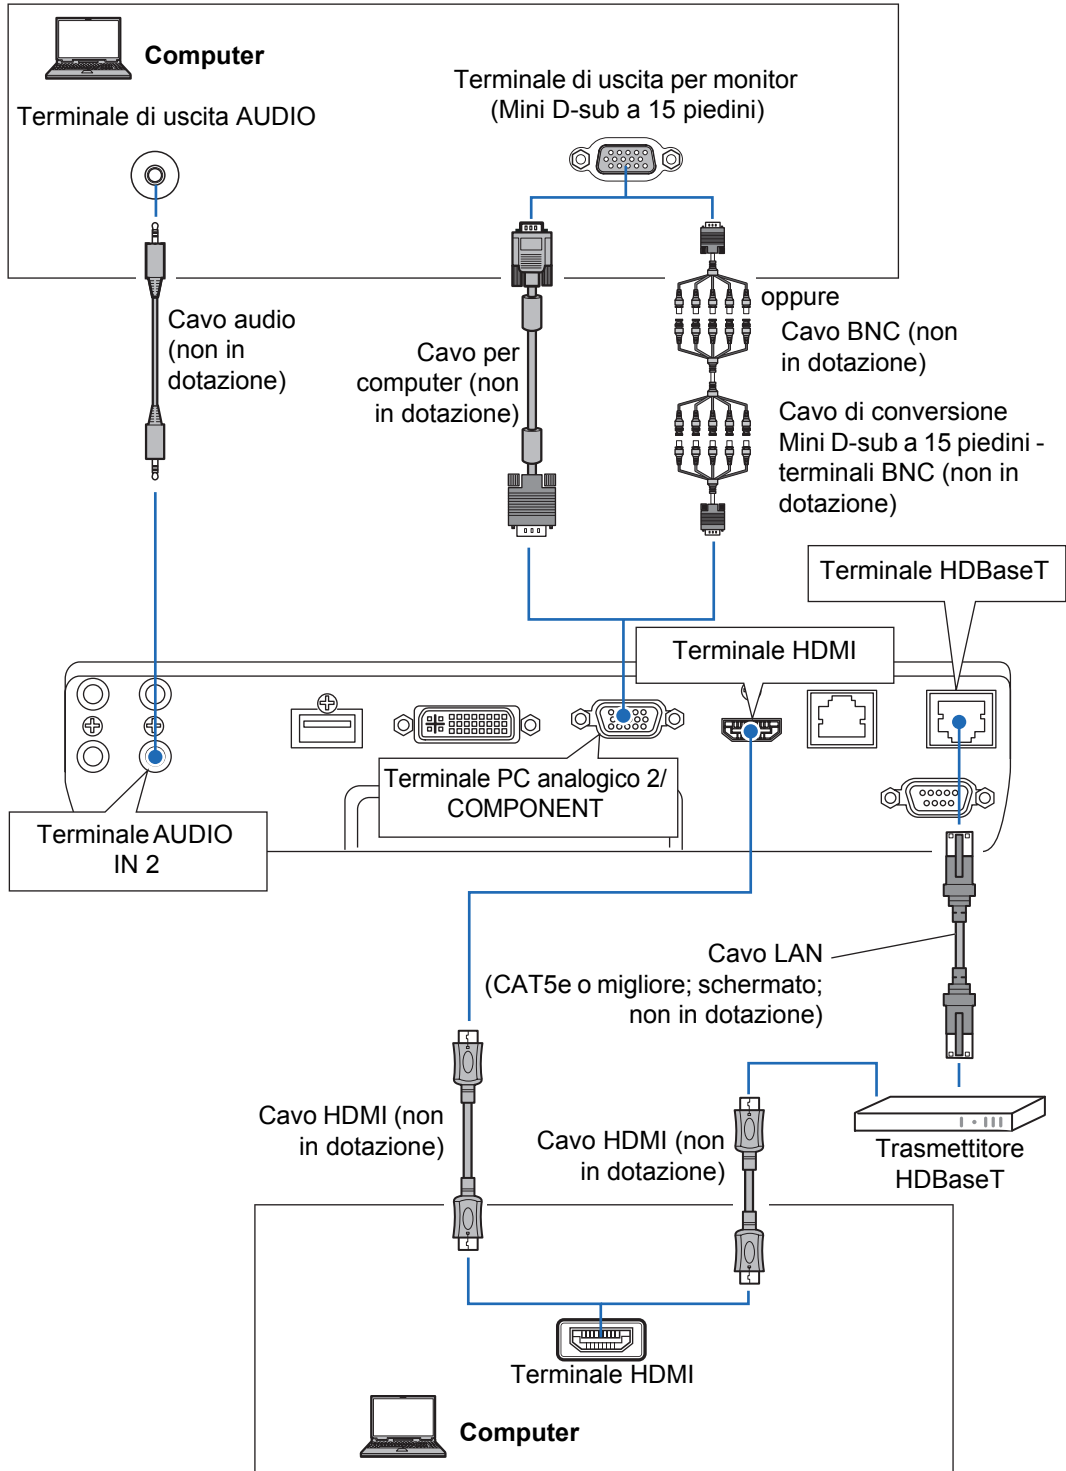 Computer
Terminale di uscita AUDIO
Terminale di uscita per monitor
(Mini D-sub a 15 piedini)
oppure
Cavo audio
(non in
dotazione)
Cavo per
computer (non
in dotazione)
Cavo BNC (non
in dotazione)
Cavo di conversione
Mini D-sub a 15 piedini -
terminali BNC (non in
dotazione)
Terminale HDBaseT
Terminale HDMI
Terminale PC analogico 2/
COMPONENT
Terminale AUDIO
IN 2
Cavo LAN
(CAT5e o migliore; schermato;
non in dotazione)
Cavo HDMI (non
in dotazione)
Cavo HDMI (non
in dotazione)
Trasmettitore
HDBaseT
Terminale HDMI
Computer